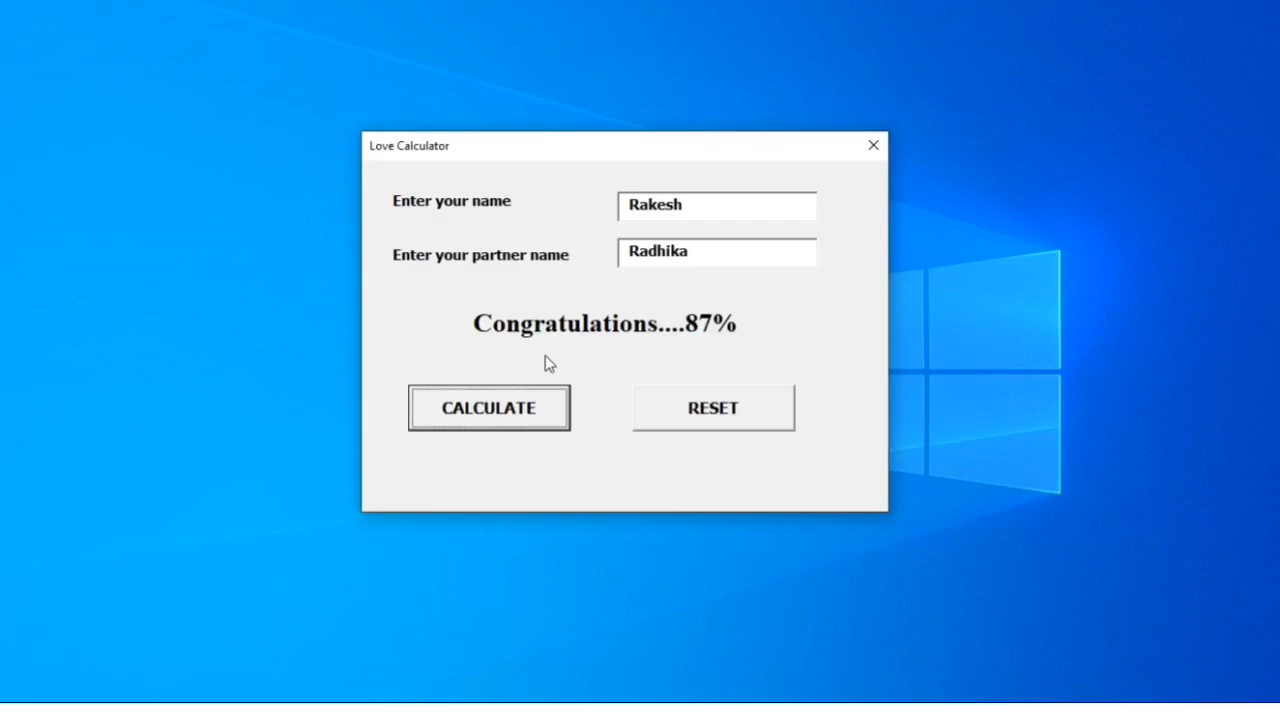 Love Calculator
Enter your name
Rakesh
Enter your partner name
Radhika
Congratulations....87%
CALCULATE
RESET